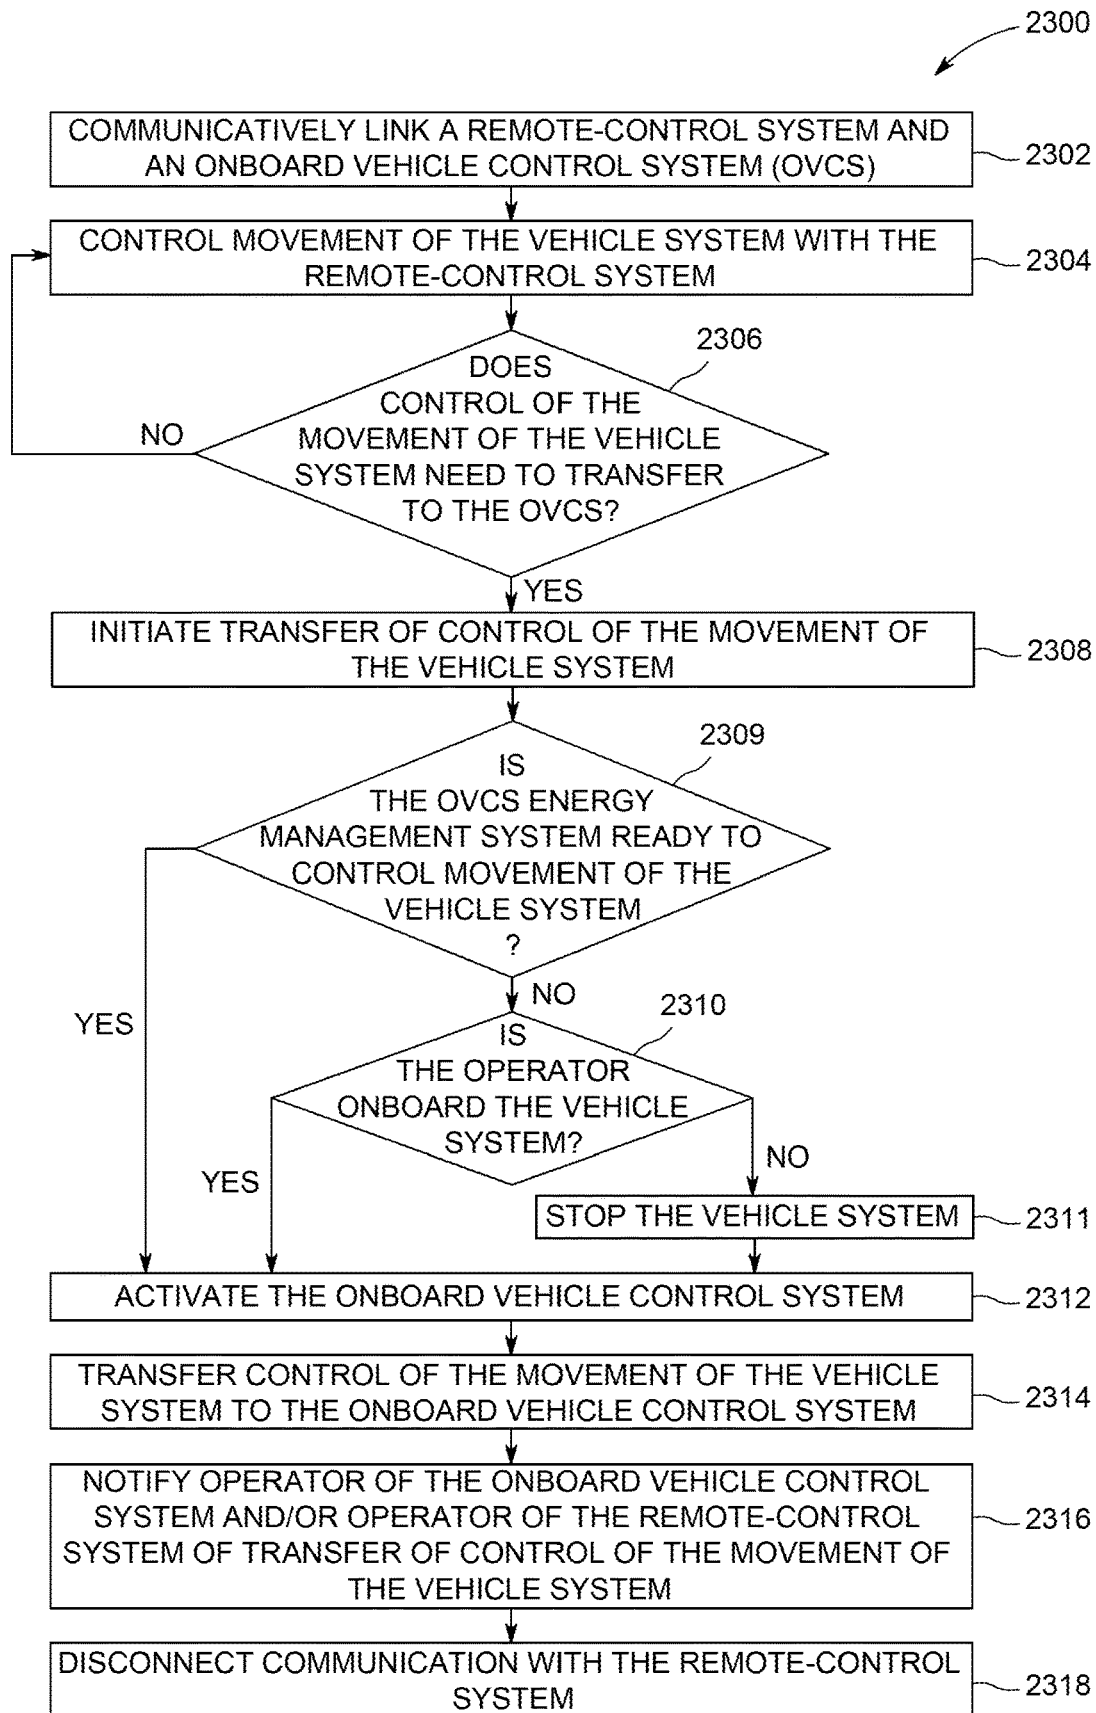 2300
COMMUNICATIVELY LINK A REMOTE-CONTROL SYSTEM AND
AN ONBOARD VEHICLE CONTROL SYSTEM (OVCS)
2302
CONTROL MOVEMENT OF THE VEHICLE SYSTEM WITH THE
REMOTE-CONTROL SYSTEM
2304
2306
DOES
CONTROL OF THE
MOVEMENT OF THE VEHICLE
SYSTEM NEED TO TRANSFER
TO THE OVCS?
NO
YES
INITIATE TRANSFER OF CONTROL OF THE MOVEMENT OF
THE VEHICLE SYSTEM
2308
2309
IS
THE OVCS ENERGY
MANAGEMENT SYSTEM READY TO
CONTROL MOVEMENT OF THE
VEHICLE SYSTEM
?
YES
NO
2310
IS
THE OPERATOR
ONBOARD THE VEHICLE
SYSTEM?
YES
NO
STOP THE VEHICLE SYSTEM
2311
ACTIVATE THE ONBOARD VEHICLE CONTROL SYSTEM
2312
TRANSFER CONTROL OF THE MOVEMENT OF THE VEHICLE
SYSTEM TO THE ONBOARD VEHICLE CONTROL SYSTEM
2314
NOTIFY OPERATOR OF THE ONBOARD VEHICLE CONTROL
SYSTEM AND/OR OPERATOR OF THE REMOTE-CONTROL
SYSTEM OF TRANSFER OF CONTROL OF THE MOVEMENT OF
THE VEHICLE SYSTEM
2316
DISCONNECT COMMUNICATION WITH THE REMOTE-CONTROL
SYSTEM
2318